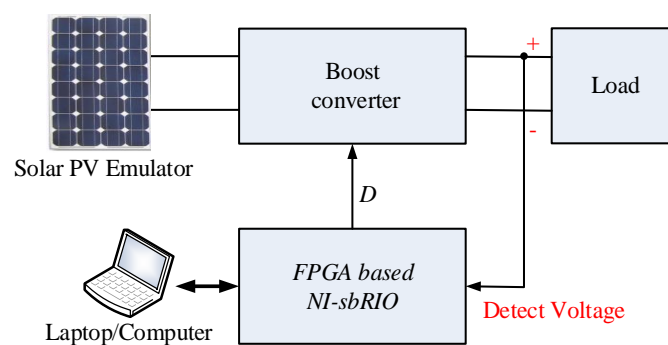 Boost
converter
+
Load
-
Solar PV Emulator
D
FPGA based
NI-sbRIO
Detect Voltage
Laptop/Computer